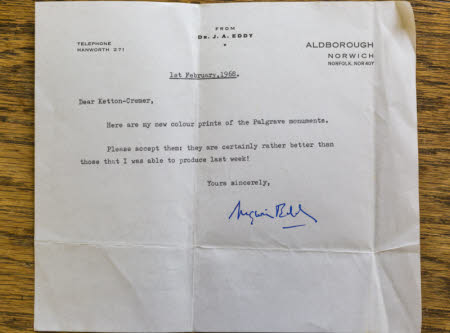 FROM
DR. J. A. EDDY
TELEPHONE
HANWORTH 271
ALDBOROUGH
NORWICH
NORFOLK, NOR 80Y
1st February, 1968.
Dear Ketton-Cremer,
Here are my new colour prints of the Palgrave monuments.
Please accept them: they are certainly rather better than
those that I was able to produce last week!
Yours sincerely,